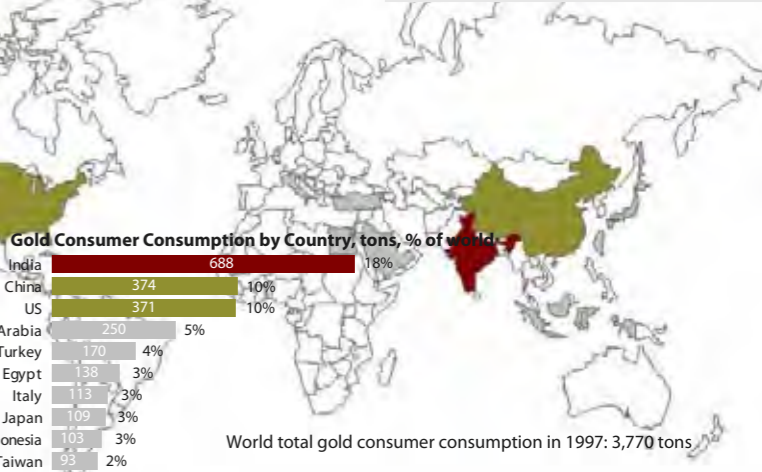 Gold Consumer Consumption by Country, tons, % of world
India 688 18%
China 374 10%
US 371 10%
Arabia 250 5%
Turkey 170 4%
Egypt 138 3%
Italy 113 3%
Japan 109 3%
onesia 103 3%
Taiwan 93 2%
World total gold consumer consumption in 1997: 3,770 tons